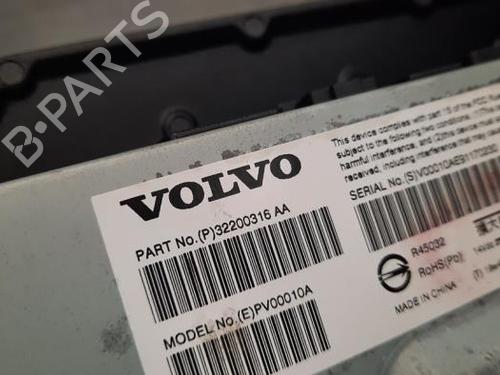 VOLVO
PART No.(P)32200316 AA
MODEL No.(E)PV00010A
This device complies with part 15 of the FCC
subject to the following two conditions: (1)
harmful interference, and (2)this device
received, including interference that may
SERIAL No.(S)V00010AE9117
R45032
RoHS(Pb)
MADE IN CHINA
B-PARTS